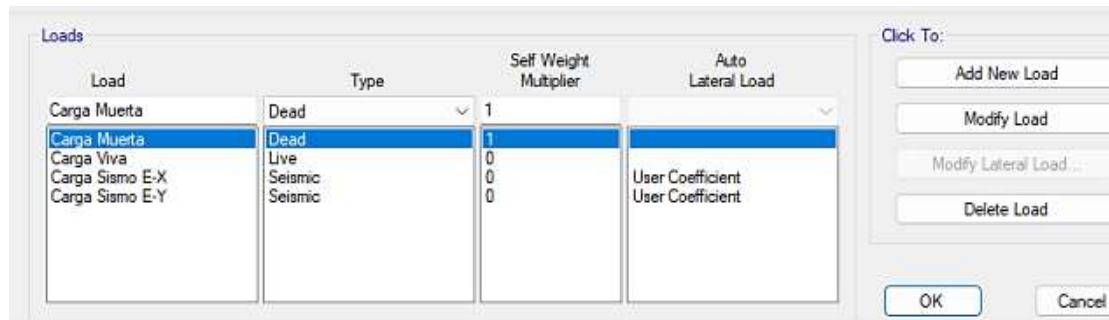 Loads
Click To:
Load Type Self Weight Multiplier Auto Lateral Load
Carga Muerta Dead 1
Carga Muerta Dead 1
Carga Viva Live 0
Carga Sismo E-X Seismic 0 User Coefficient
Carga Sismo E-Y Seismic 0 User Coefficient
Add New Load
Modify Load
Modify Lateral Load...
Delete Load
OK Cancel